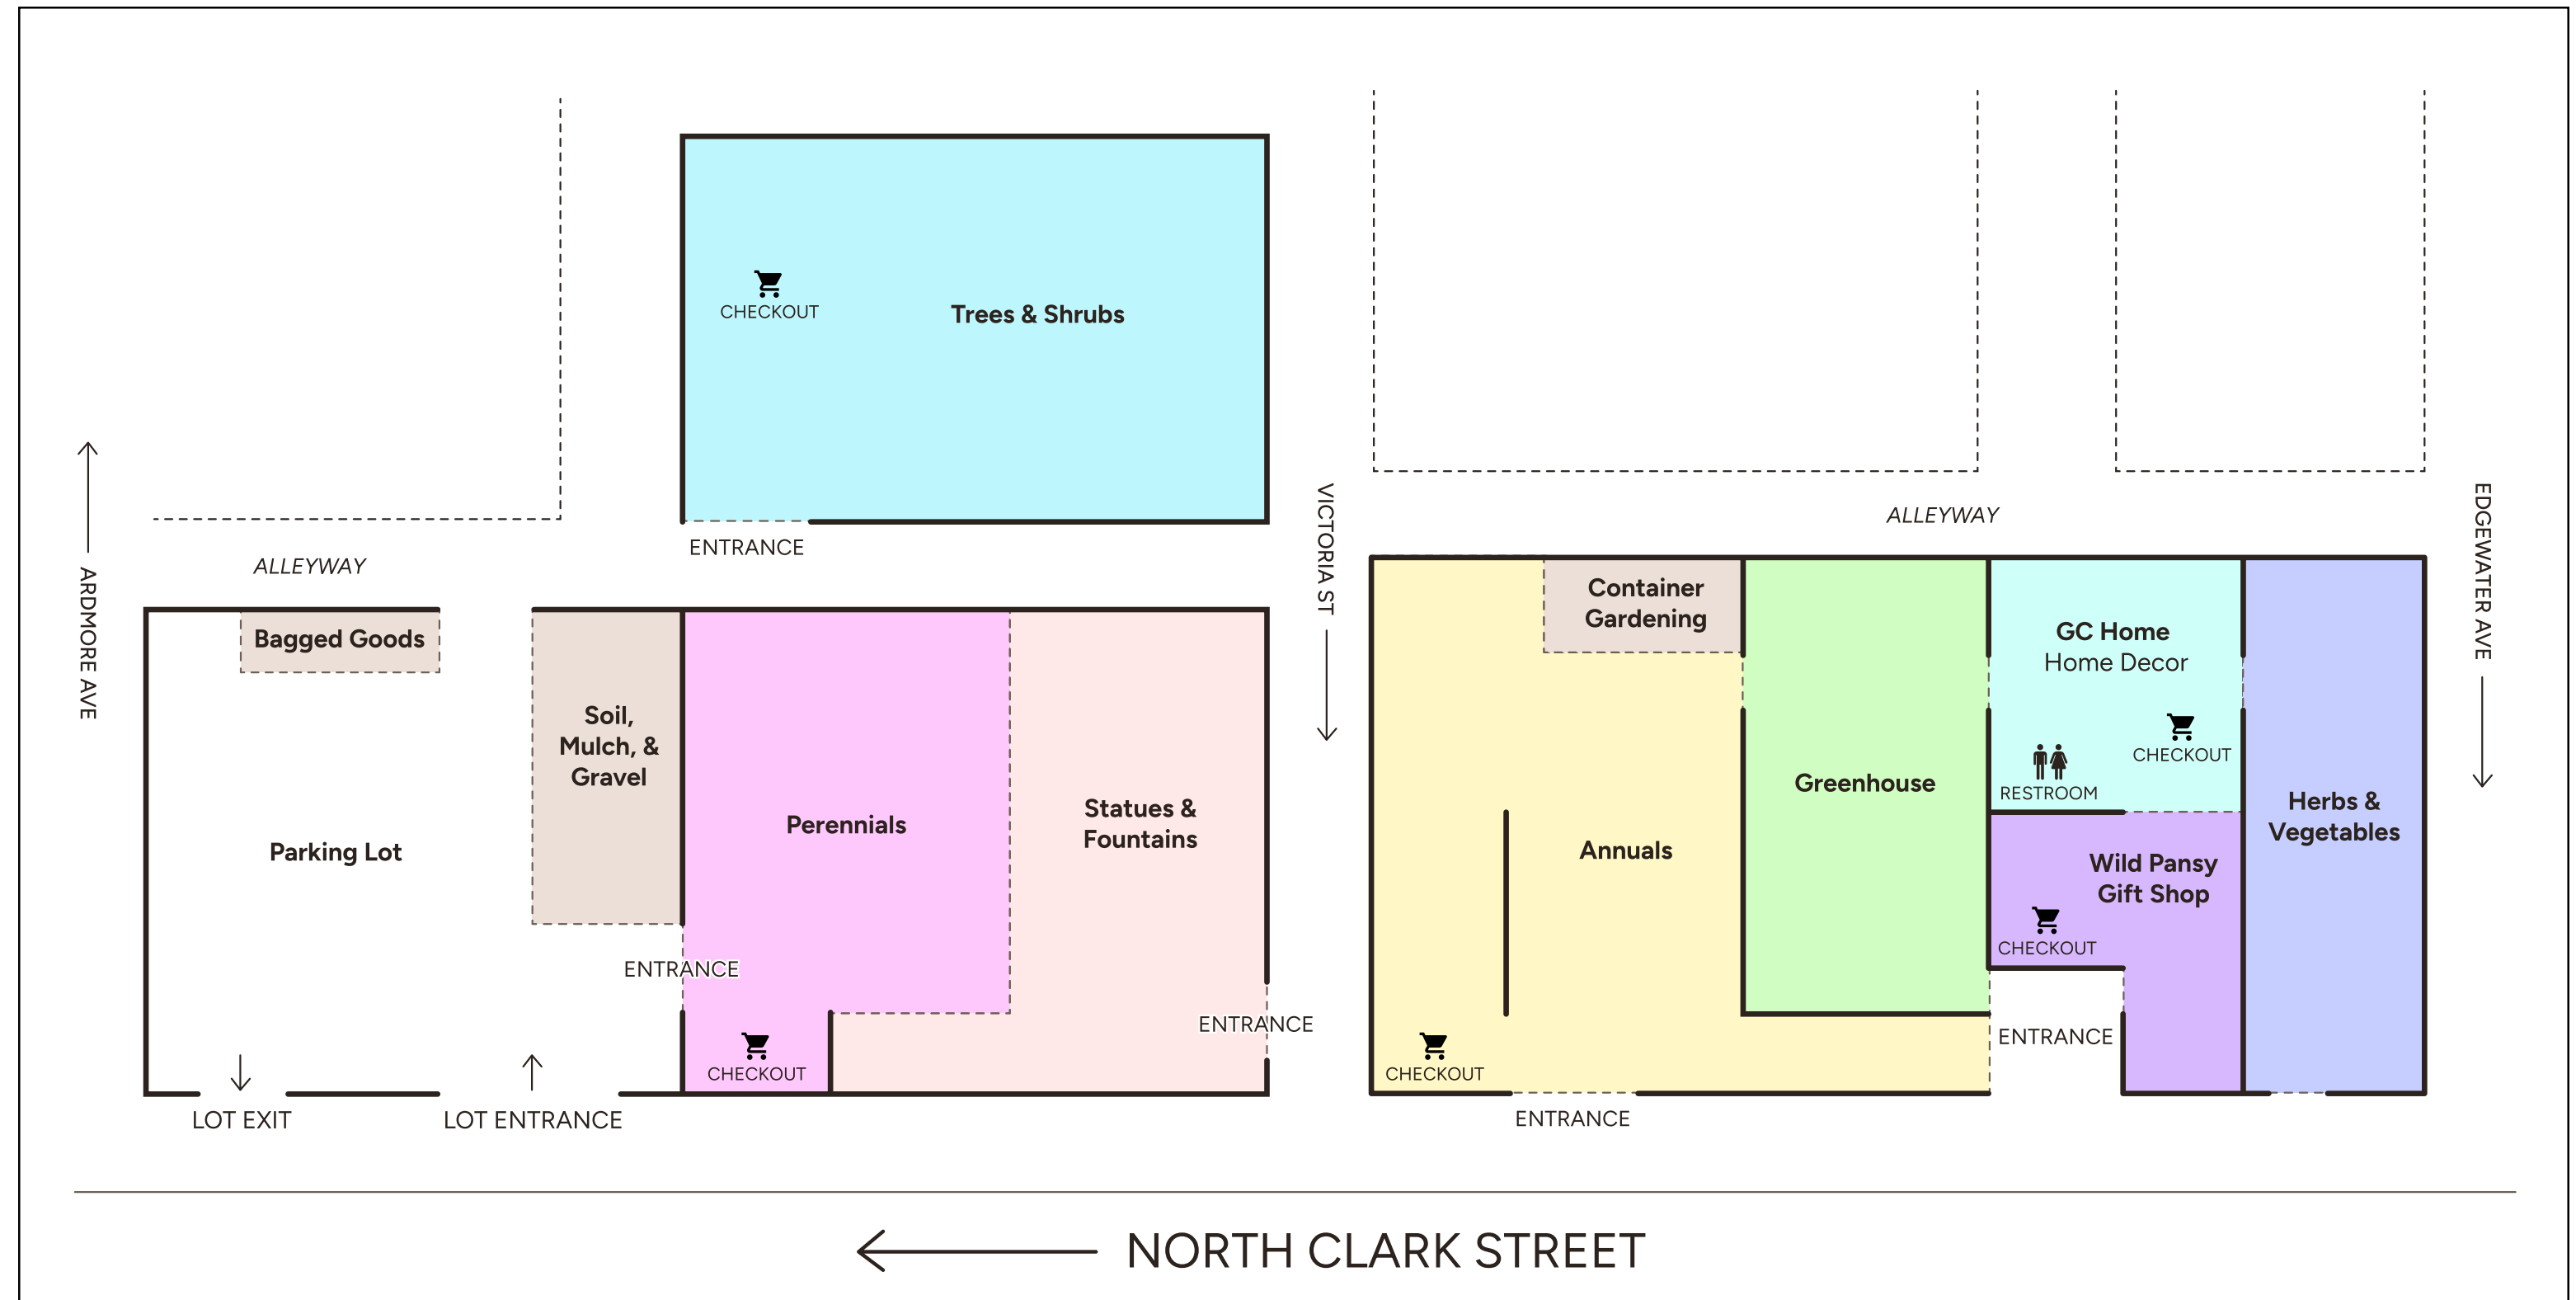 CHECKOUT
Trees & Shrubs
ENTRANCE
ALLEYWAY
ARDMORE AVE
Bagged Goods
Soil,
Mulch, &
Gravel
Parking Lot
Perennials
Statues &
Fountains
ENTRANCE
ENTRANCE
CHECKOUT
LOT EXIT
LOT ENTRANCE
VICTORIA ST
ALLEYWAY
EDGEWATER AVE
Container
Gardening
GC Home
Home Decor
CHECKOUT
RESTROOM
Greenhouse
Herbs &
Vegetables
Annuals
Wild Pansy
Gift Shop
CHECKOUT
ENTRANCE
CHECKOUT
ENTRANCE
NORTH CLARK STREET